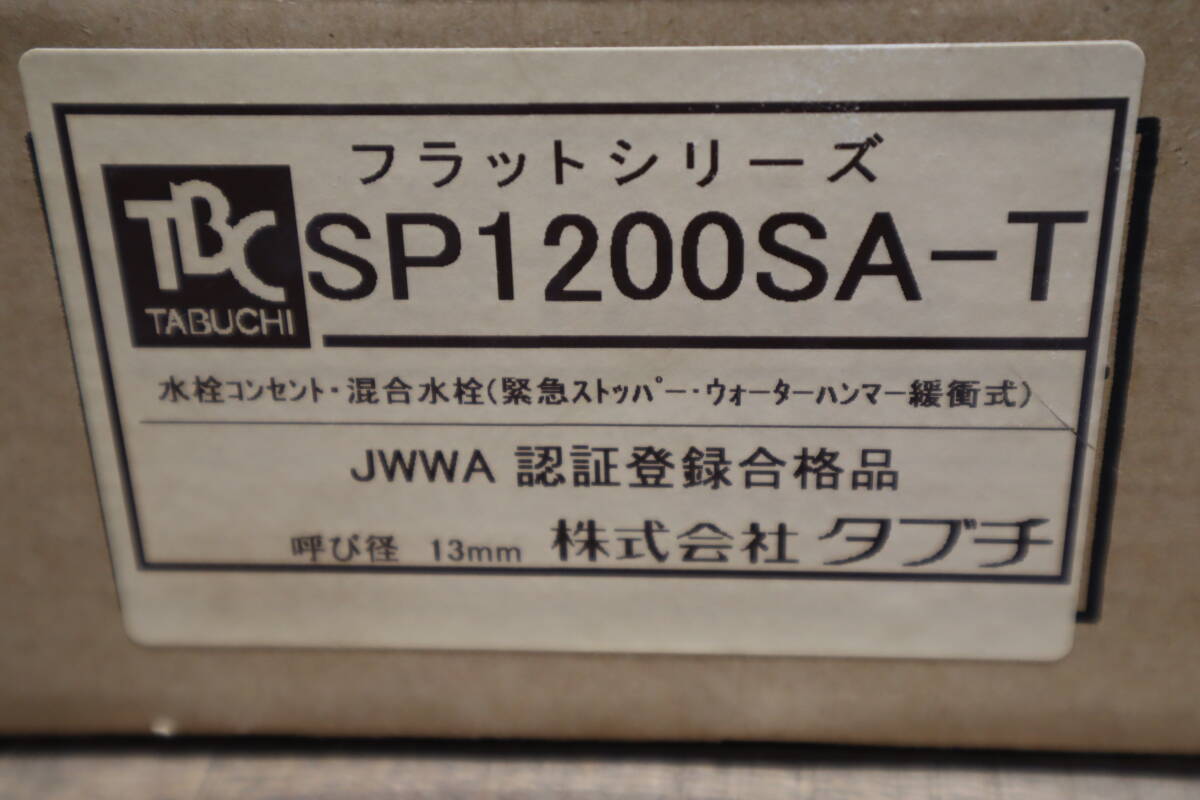 フラットシリーズ
TBC
TABUCHI
SP1200SA-T
水栓コンセント・混合水栓(緊急ストッパー・ウォーターハンマー緩衝式)
JWWA 認証登録合格品
呼び径 13mm 株式会社 タブチ